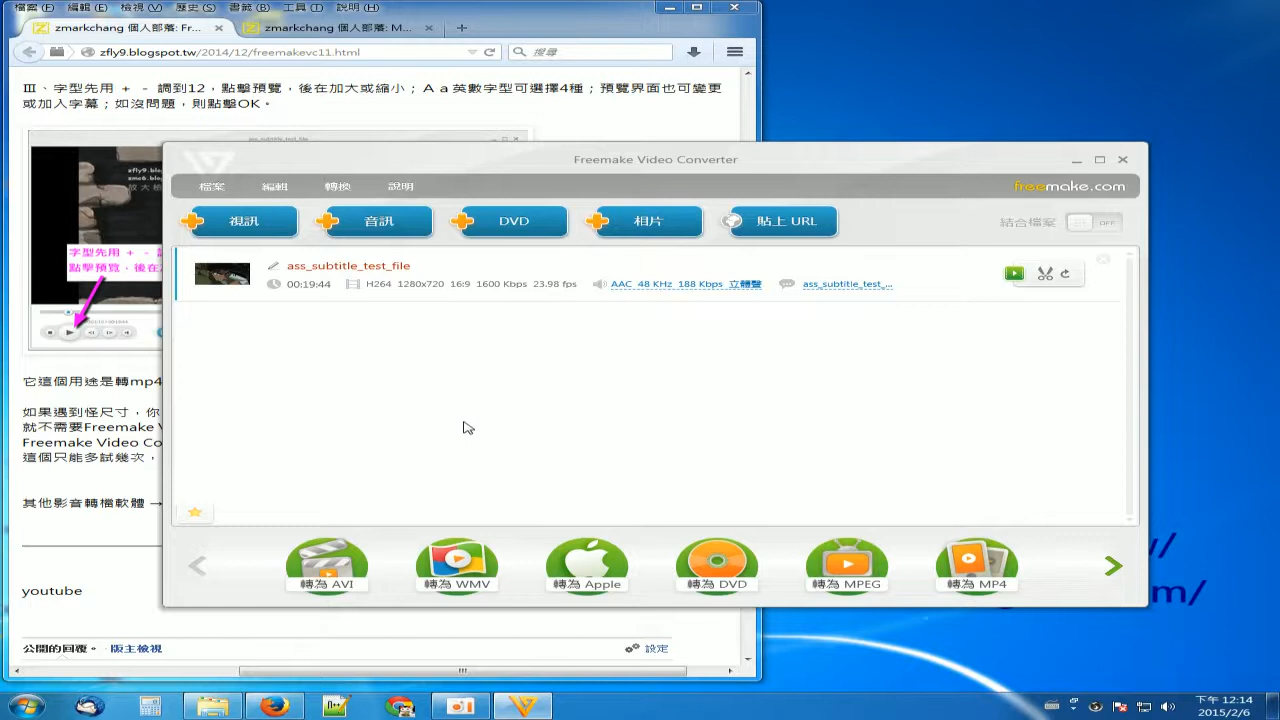 檔案(F) 編輯(E) 檢視(V) 歷史(S) 書籤(B) 工具(T) 說明(H)
zmarkchang 個人部落: Fr...
zmarkchang 個人部落: M...
zfly9.blogspot.tw/2014/12/freemakevc11.html
搜尋
Ⅲ、字型先用 + - 調到12，點擊預覽，後在加大或縮小；A a 英數字型可選擇4種；預覽界面也可變更
或加入字幕；如沒問題，則點擊OK。
ass_subtitle_test_file
zfly9.blo
字型先用 + - 調
點擊預覽，後在
Freemake Video Converter
檔案 編輯 轉換 說明
freemake.com
視訊 音訊 DVD 相片 貼上 URL
結合檔案 OFF
ass_subtitle_test_file
00:19:44 H264 1280x720 16:9 1600 Kbps 23.98 fps AAC 48 KHz 188 Kbps 立體聲 ass_subtitle_test_...
轉為 AVI 轉為 WMV 轉為 Apple 轉為 DVD 轉為 MPEG 轉為 MP4
它這個用途是轉mp4
如果遇到怪尺寸，你
就不需要Freemake V
Freemake Video Co
這個只能多試幾次，
其他影音轉檔軟體 →
youtube
公開的回覆。 版主檢視 設定
w/
m/
下午 12:14
2015/2/6